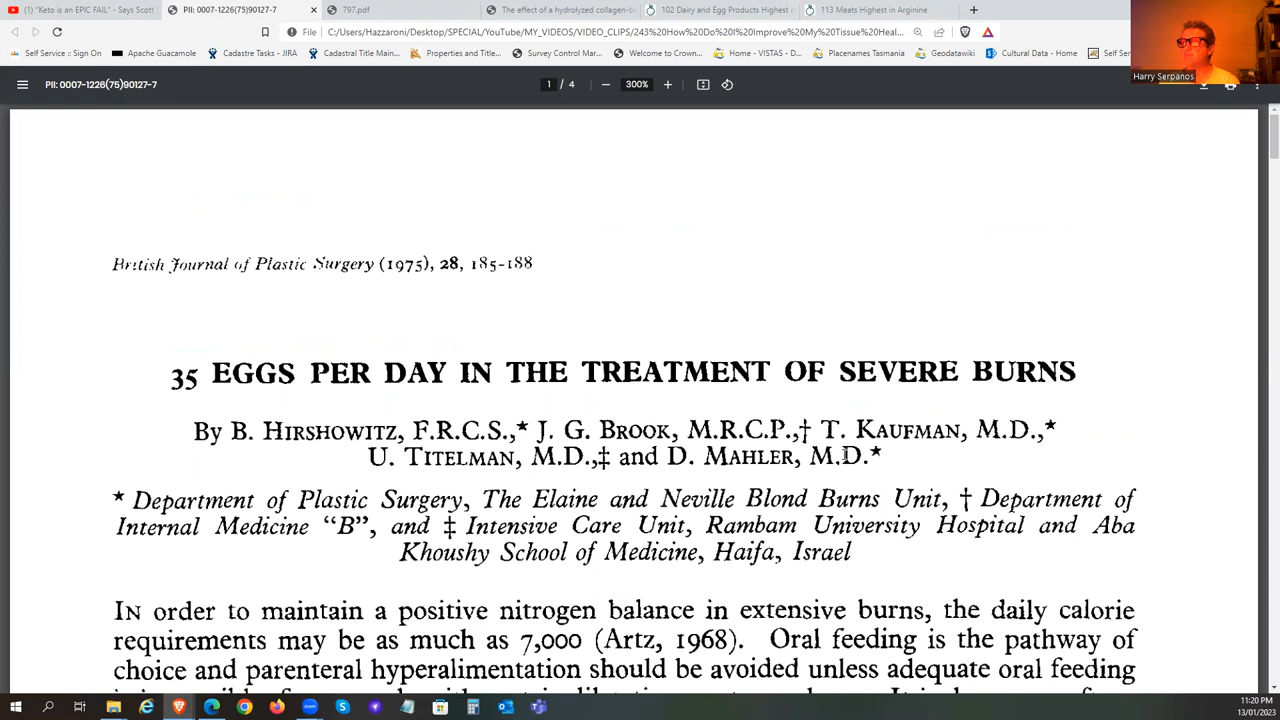 (1) "Keto is an EPIC FAIL" - Says Scott
PII: 0007-1226(75)90127-7
797.pdf
The effect of a hydrolyzed collagen-b
102 Dairy and Egg Products Highest i
113 Meats Highest in Arginine
File
C:/Users/Hazzaroni/Desktop/SPECIAL/YouTube/MY_VIDEOS/VIDEO_CLIPS/243%20How%20Do%20I%20Improve%20My%20Tissue%20Heal...
Self Service :: Sign On
Apache Guacamole
Cadastre Tasks - JIRA
Cadastral Title Main...
Properties and Title...
Survey Control Mar...
Welcome to Crown...
Home - VISTAS - D...
Placenames Tasmania
Geodatawiki
Cultural Data - Home
Self Serv
Harry Serpanos
PII: 0007-1226(75)90127-7
1 / 4
300%
British Journal of Plastic Surgery (1975), 28, 185-188
35 EGGS PER DAY IN THE TREATMENT OF SEVERE BURNS
By B. HIRSHOWITZ, F.R.C.S.,* J. G. BROOK, M.R.C.P.,† T. KAUFMAN, M.D.,*
U. TITELMAN, M.D.,‡ and D. MAHLER, M.D.*
* Department of Plastic Surgery, The Elaine and Neville Blond Burns Unit, † Department of
Internal Medicine "B", and ‡ Intensive Care Unit, Rambam University Hospital and Aba
Khoushy School of Medicine, Haifa, Israel
IN order to maintain a positive nitrogen balance in extensive burns, the daily calorie
requirements may be as much as 7,000 (Artz, 1968). Oral feeding is the pathway of
choice and parenteral hyperalimentation should be avoided unless adequate oral feeding
11:20 PM
13/01/2023